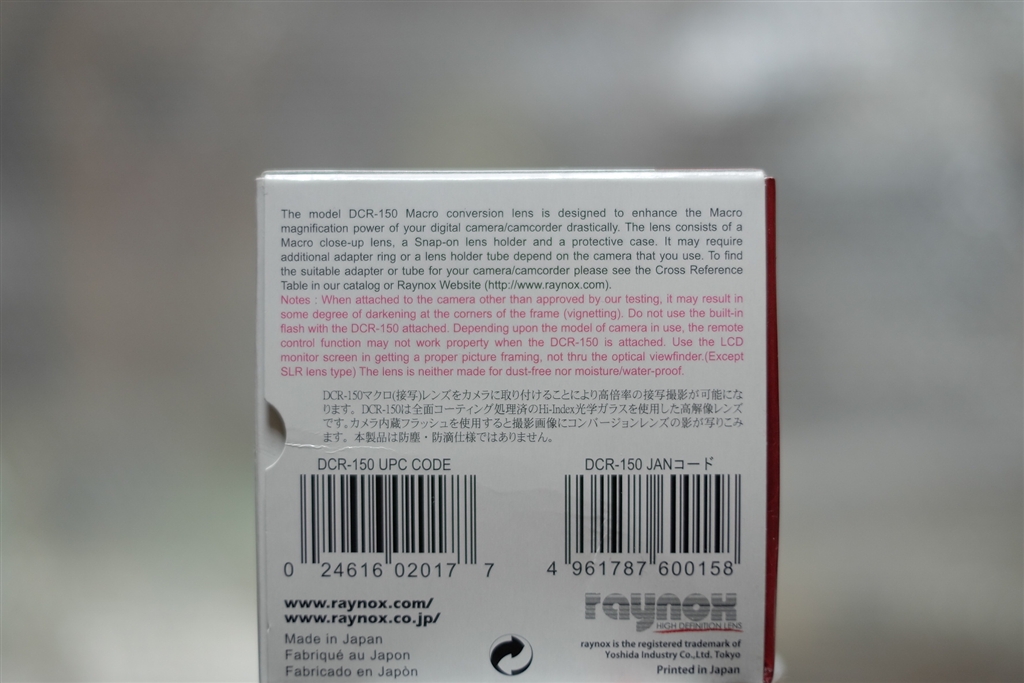 The model DCR-150 Macro conversion lens is designed to enhance the Macro
magnification power of your digital camera/camcorder drastically. The lens consists of a
Macro close-up lens, a Snap-on lens holder and a protective case. It may require
additional adapter ring or a lens holder tube depend on the camera that you use. To find
the suitable adapter or tube for your camera/camcorder please see the Cross Reference
Table in our catalog or Raynox Website (http://www.raynox.com).
Notes : When attached to the camera other than approved by our testing, it may result in
some degree of darkening at the corners of the frame (vignetting). Do not use the built-in
flash with the DCR-150 attached. Depending upon the model of camera in use, the remote
control function may not work property when the DCR-150 is attached. Use the LCD
monitor screen in getting a proper picture framing, not thru the optical viewfinder.(Except
SLR lens type) The lens is neither made for dust-free nor moisture/water-proof.
DCR-150マクロ(接写)レンズをカメラに取り付けることにより高倍率の接写撮影が可能にな
ります。DCR-150は全面コーティング処理済のHi-Index光学ガラスを使用した高解像レンズ
です。カメラ内蔵フラッシュを使用すると撮影画像にコンバージョンレンズの影が写りこみ
ます。本製品は防塵・防滴仕様ではありません。
DCR-150 UPC CODE
0 24616 02017 7
DCR-150 JANコード
4 961787 600158
www.raynox.com/
www.raynox.co.jp/
Made in Japan
Fabriqué au Japon
Fabricado en Japòn
raynox
HIGH DEFINITION LENS
raynox is the registered trademark of
Yoshida Industry Co.,Ltd. Tokyo
Printed in Japan